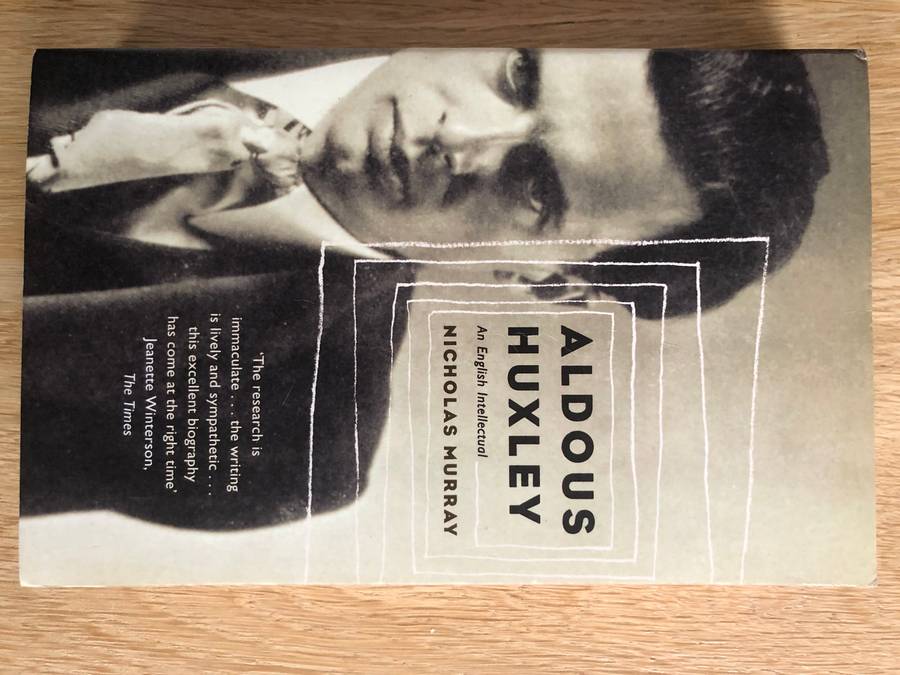 ALDOUS
HUXLEY
An English Intellectual
NICHOLAS MURRAY
‘The research is
immaculate . . . the writing
is lively and sympathetic . . .
this excellent biography
has come at the right time’
Jeanette Winterson,
The Times